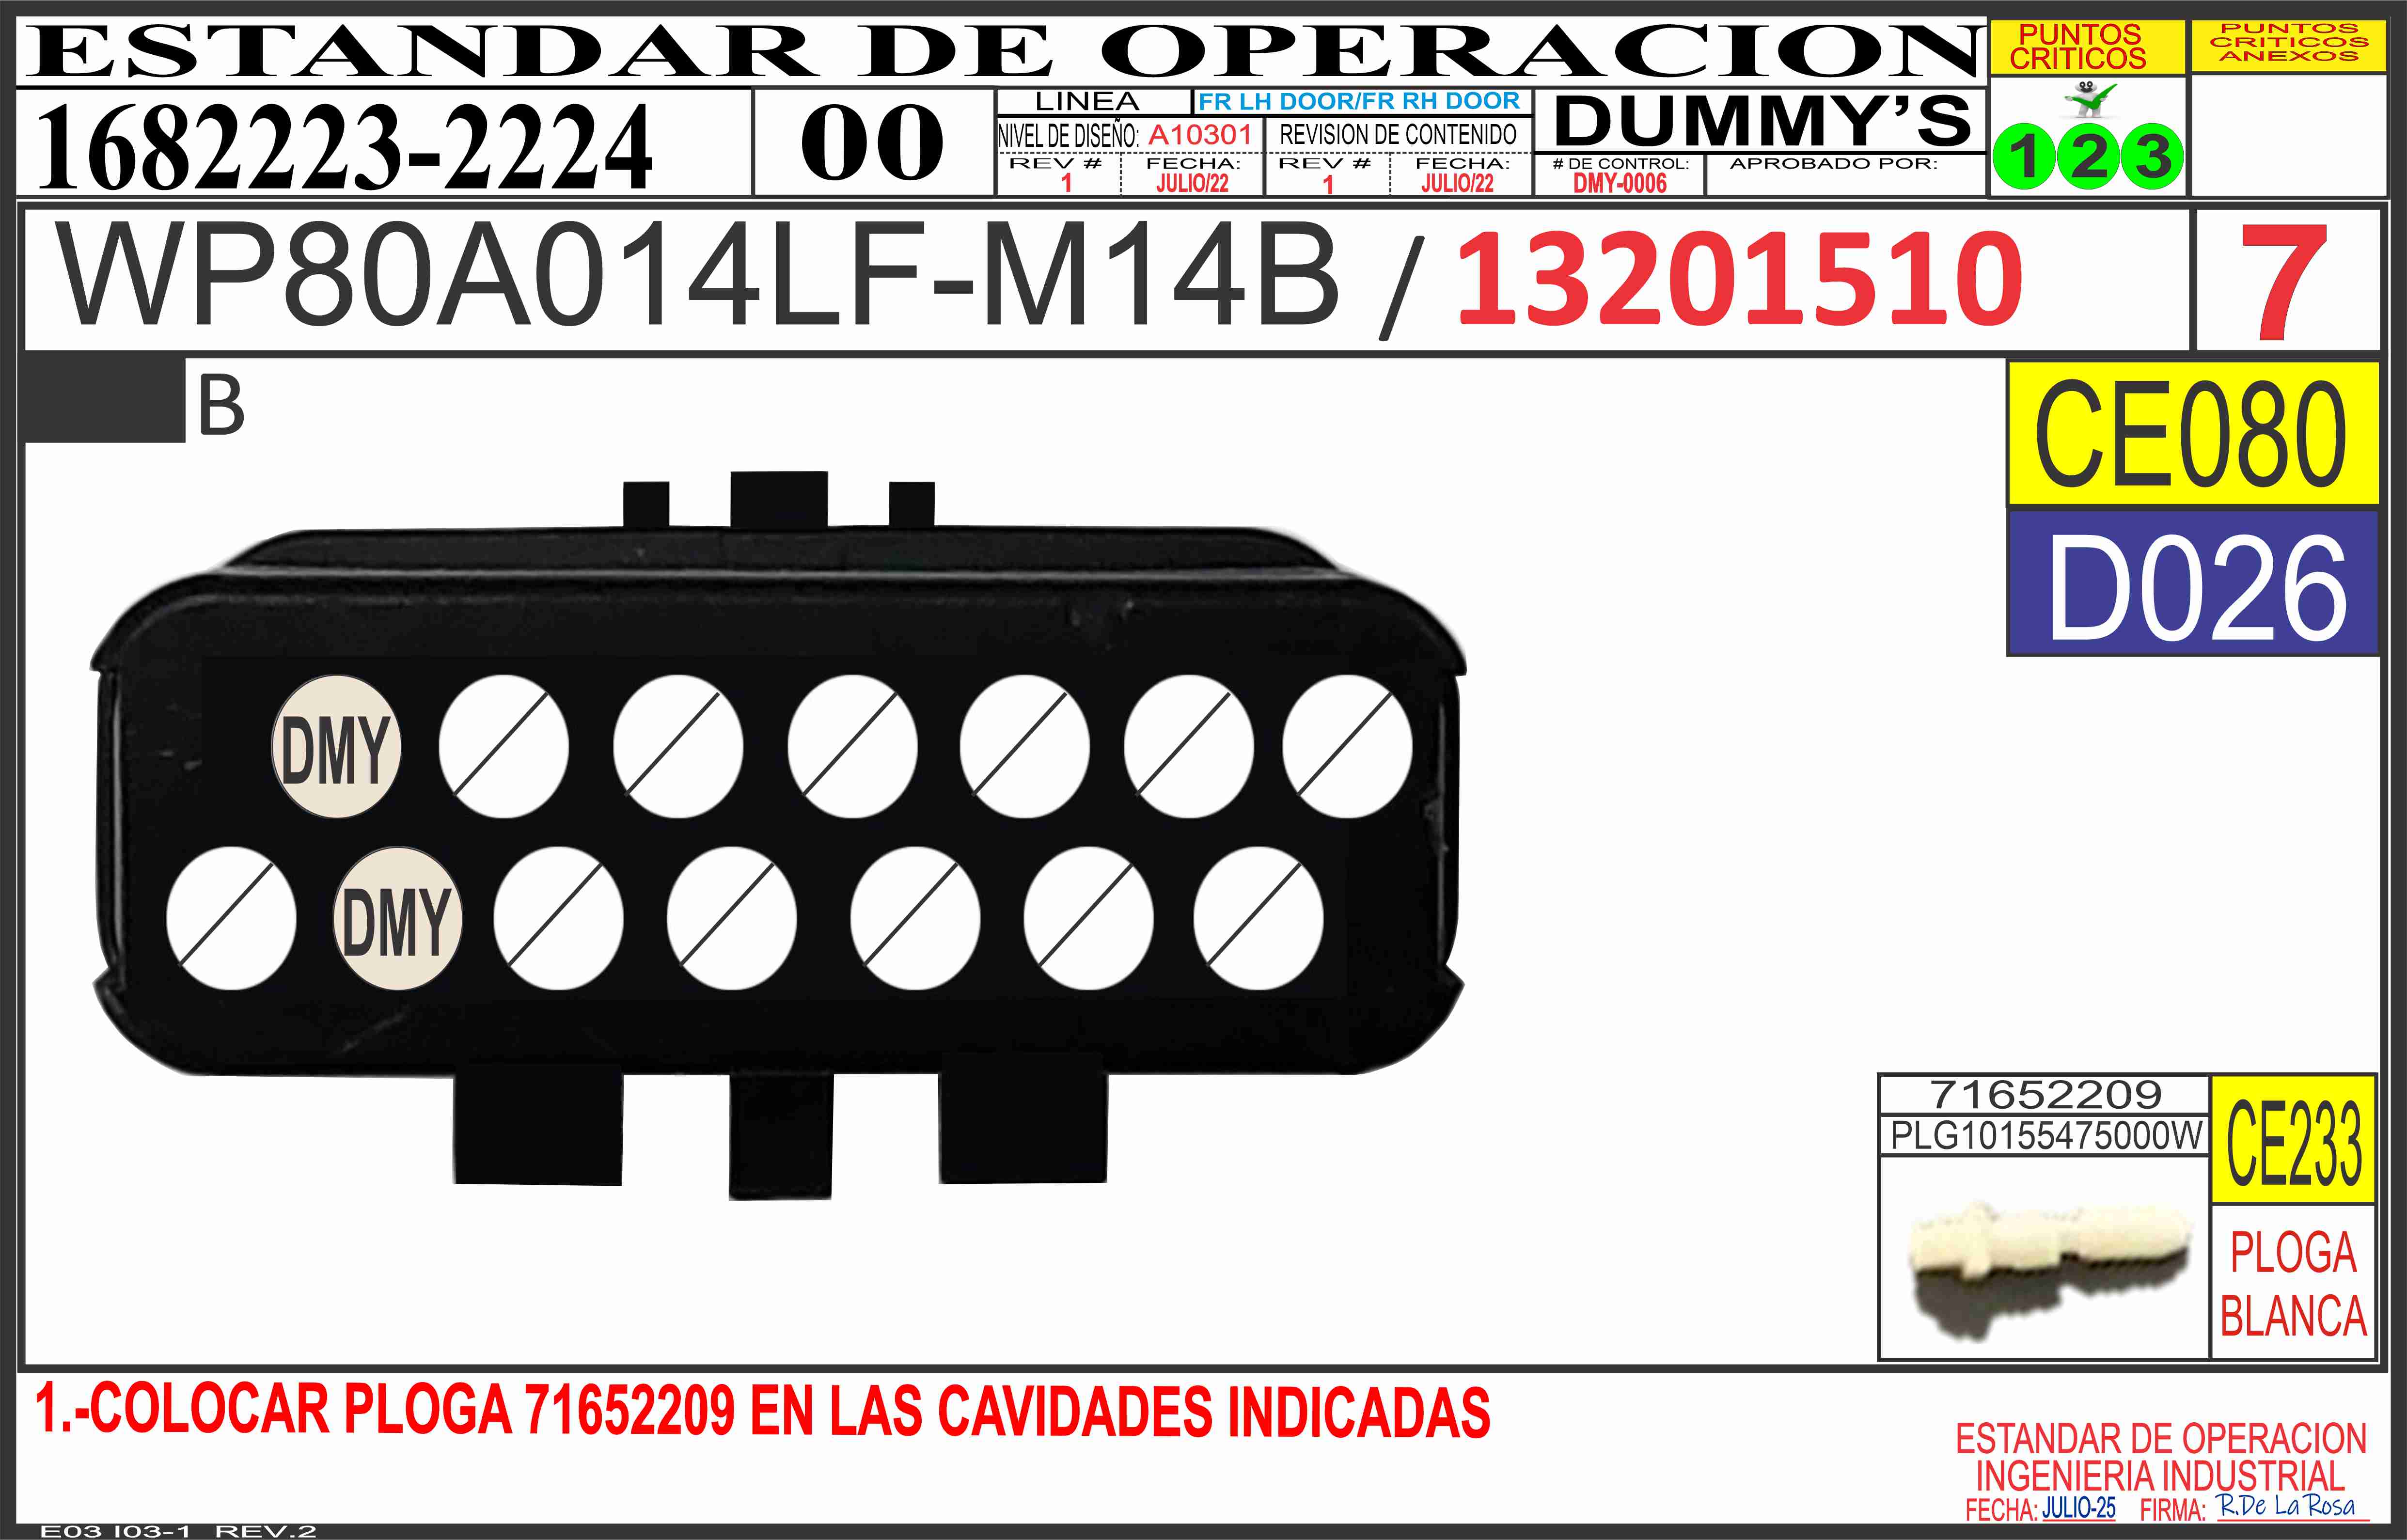 ESTANDAR DE OPERACION
PUNTOS
CRITICOS
PUNTOS
CRITICOS
ANEXOS
1682223-2224
00
LINEA
FR LH DOOR/FR RH DOOR
NIVEL DE DISEÑO: A10301
REVISION DE CONTENIDO
REV #
1
FECHA:
JULIO/22
REV #
1
FECHA:
JULIO/22
DUMMY'S
# DE CONTROL:
DMY-0006
APROBADO POR:
1 2 3
WP80A014LF-M14B / 13201510
7
B
CE080
D026
DMY
DMY
71652209
PLG10155475000W
CE233
PLOGA
BLANCA
1.-COLOCAR PLOGA 71652209 EN LAS CAVIDADES INDICADAS
ESTANDAR DE OPERACION
INGENIERIA INDUSTRIAL
FECHA: JULIO-25 FIRMA: R.De La Rosa
E03 I03-1 REV.2